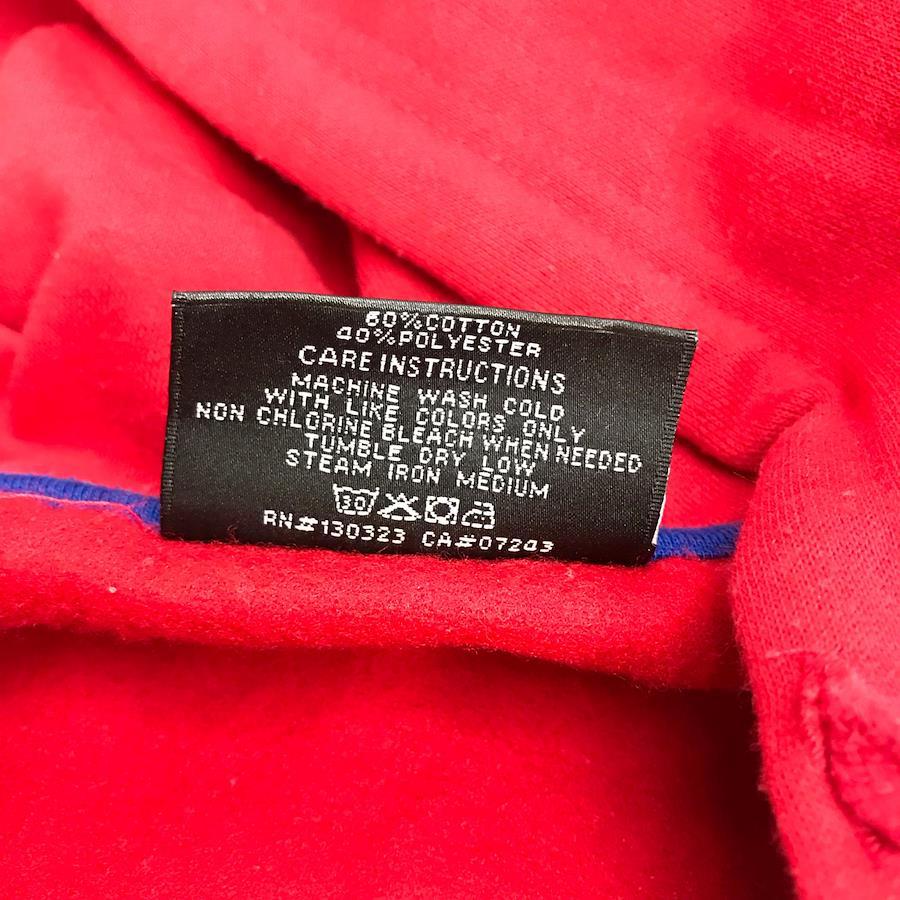 60%COTTON
40%POLYESTER
CARE INSTRUCTIONS
MACHINE WASH COLD
WITH LIKE COLORS ONLY
NON CHLORINE BLEACH WHEN NEEDED
TUMBLE DRY LOW
STEAM IRON MEDIUM
30
RN#130323 CA#07243